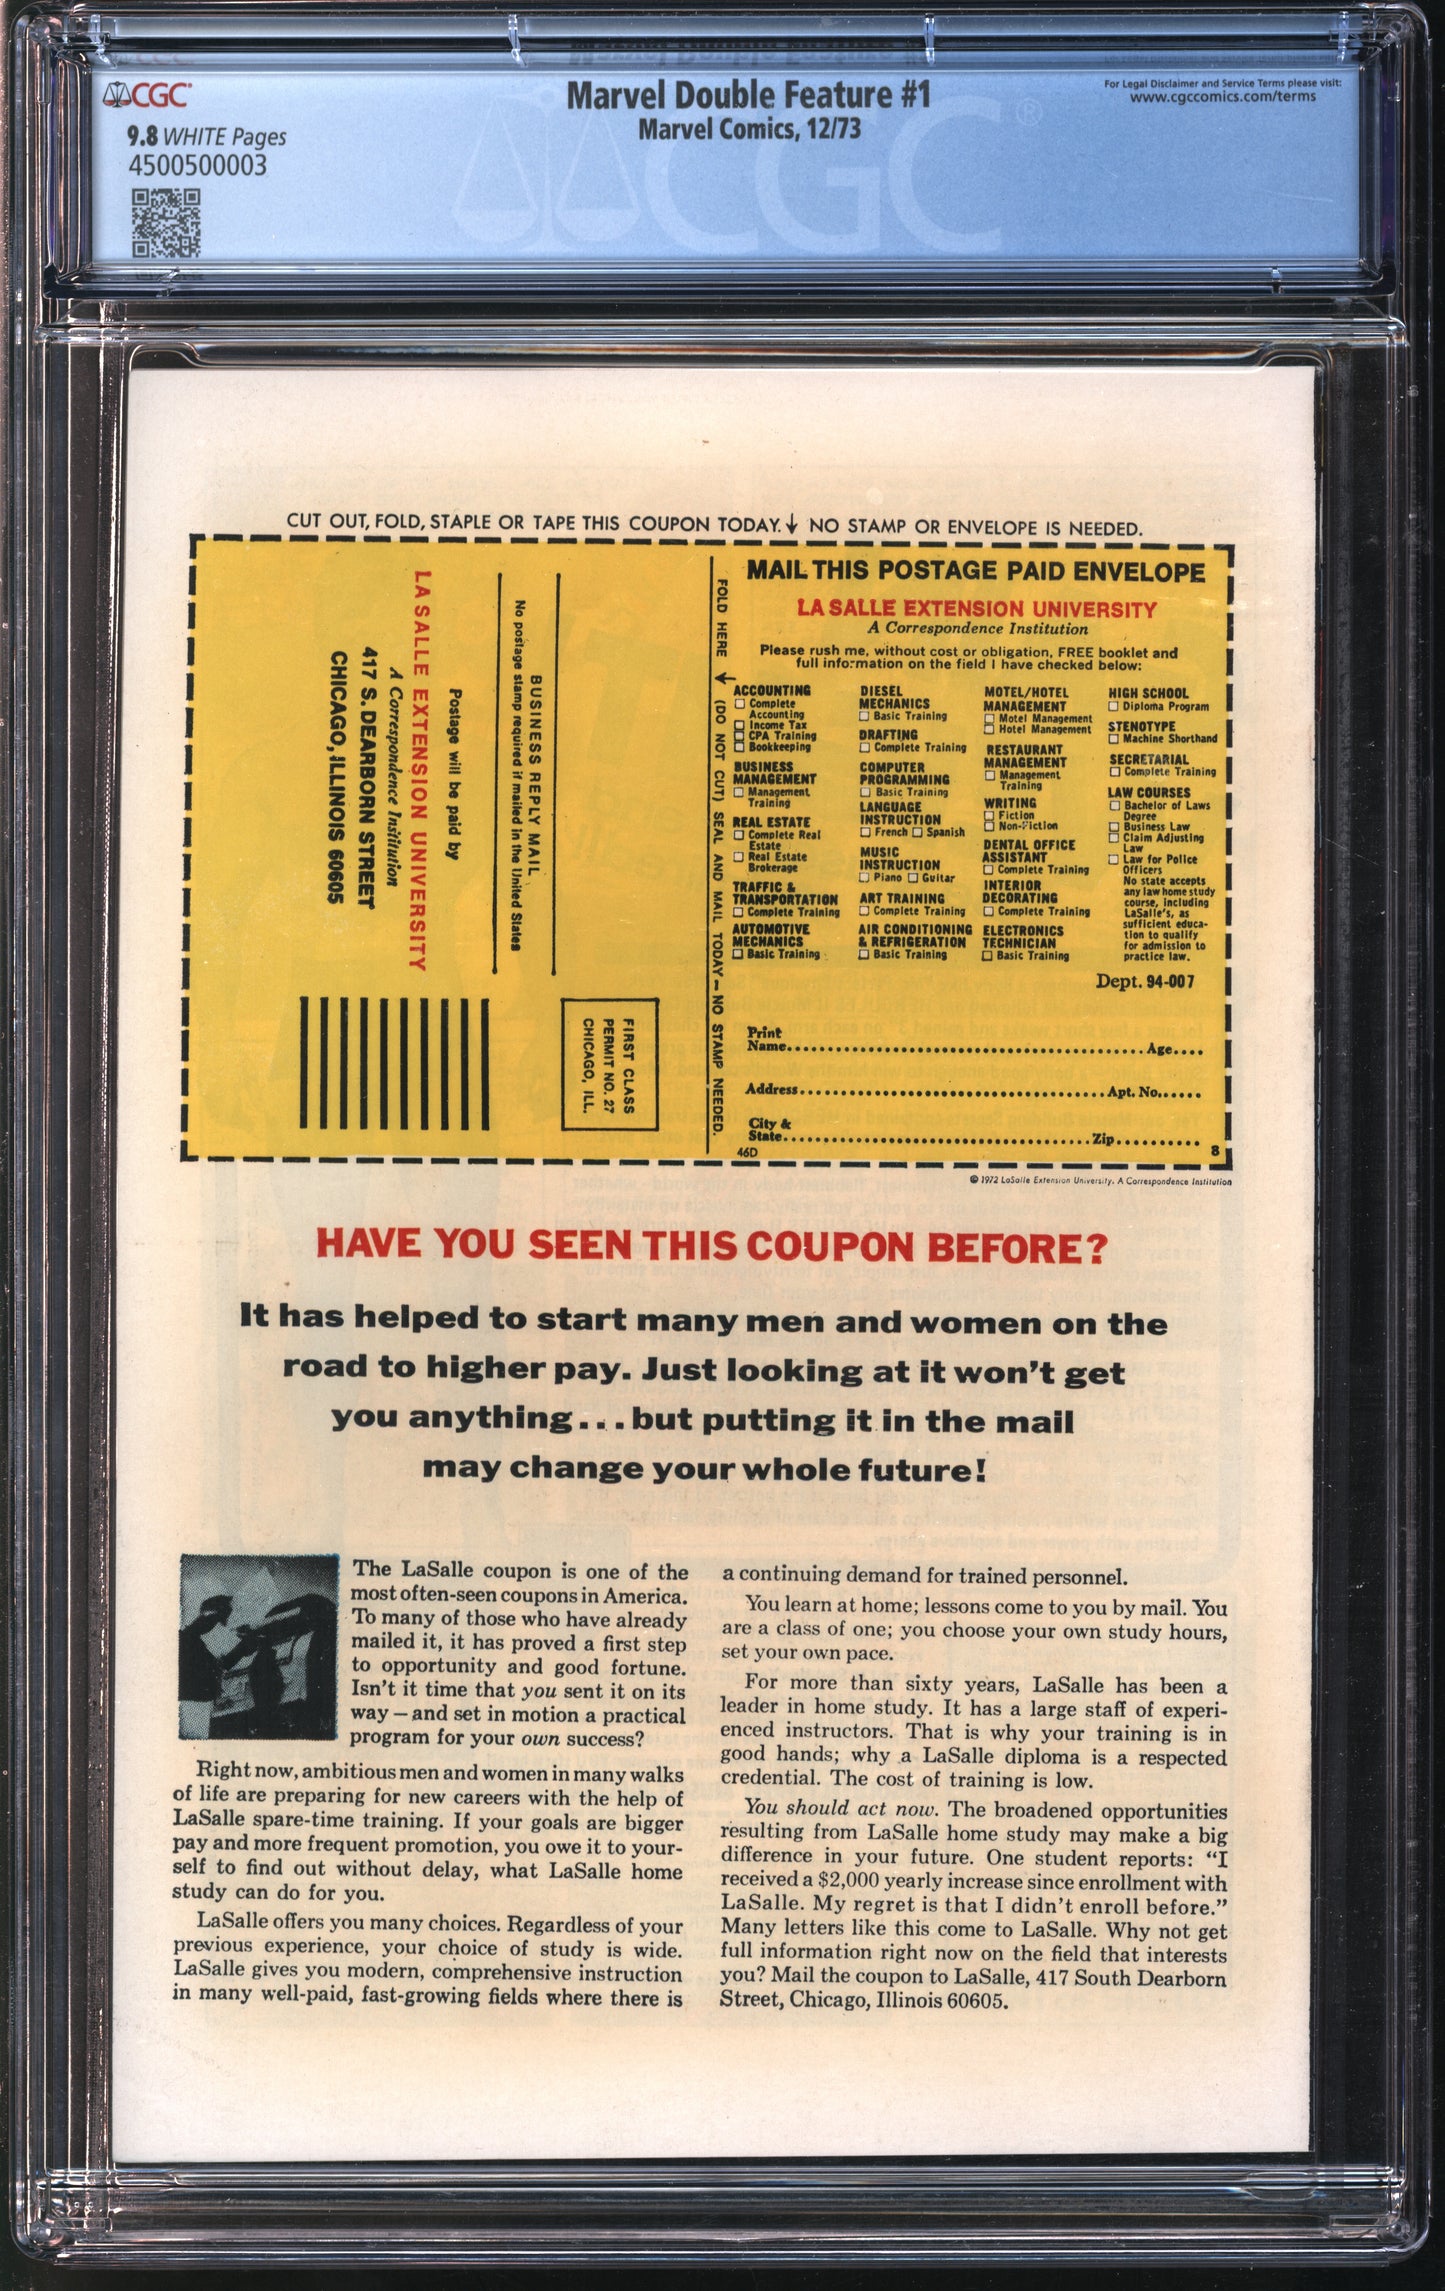 CGC
9.8 WHITE Pages
4500500003
Marvel Double Feature #1
Marvel Comics, 12/73
For Legal Disclaimer and Service Terms please visit:
www.cgccomics.com/terms
CGC
CUT OUT, FOLD, STAPLE OR TAPE THIS COUPON TODAY. ↓ NO STAMP OR ENVELOPE IS NEEDED.
FIRST CLASS
PERMIT NO. 27
CHICAGO, ILL.
BUSINESS REPLY MAIL
No postage stamp required if mailed in the United States
Postage will be paid by
LA SALLE EXTENSION UNIVERSITY
A Correspondence Institution
417 S. DEARBORN STREET
CHICAGO, ILLINOIS 60605
FOLD HERE ↓ (DO NOT CUT) SEAL AND MAIL TODAY — NO STAMP NEEDED.
MAIL THIS POSTAGE PAID ENVELOPE
LA SALLE EXTENSION UNIVERSITY
A Correspondence Institution
Please rush me, without cost or obligation, FREE booklet and
full information on the field I have checked below:
ACCOUNTING
☐ Complete
Accounting
☐ Income Tax
☐ CPA Training
☐ Bookkeeping
BUSINESS
MANAGEMENT
☐ Management
Training
REAL ESTATE
☐ Complete Real
Estate
☐ Real Estate
Brokerage
TRAFFIC &
TRANSPORTATION
☐ Complete Training
AUTOMOTIVE
MECHANICS
☐ Basic Training
DIESEL
MECHANICS
☐ Basic Training
DRAFTING
☐ Complete Training
COMPUTER
PROGRAMMING
☐ Basic Training
LANGUAGE
INSTRUCTION
☐ French ☐ Spanish
MUSIC
INSTRUCTION
☐ Piano ☐ Guitar
ART TRAINING
☐ Complete Training
AIR CONDITIONING
& REFRIGERATION
☐ Basic Training
MOTEL/HOTEL
MANAGEMENT
☐ Motel Management
☐ Hotel Management
RESTAURANT
MANAGEMENT
☐ Management
Training
WRITING
☐ Fiction
☐ Non-Fiction
DENTAL OFFICE
ASSISTANT
☐ Complete Training
INTERIOR
DECORATING
☐ Complete Training
ELECTRONICS
TECHNICIAN
☐ Basic Training
HIGH SCHOOL
☐ Diploma Program
STENOTYPE
☐ Machine Shorthand
SECRETARIAL
☐ Complete Training
LAW COURSES
☐ Bachelor of Laws
Degree
☐ Business Law
☐ Claim Adjusting
Law
☐ Law for Police
Officers
No state accepts
any law home study
course, including
LaSalle's, as
sufficient educa-
tion to qualify
for admission to
practice law.
Dept. 94-007
Print
Name.......... Age....
Address.......... Apt. No......
City &
State.......... Zip..........
46D 8
© 1972 LaSalle Extension University, A Correspondence Institution
HAVE YOU SEEN THIS COUPON BEFORE?
It has helped to start many men and women on the
road to higher pay. Just looking at it won't get
you anything...but putting it in the mail
may change your whole future!
The LaSalle coupon is one of the
most often-seen coupons in America.
To many of those who have already
mailed it, it has proved a first step
to opportunity and good fortune.
Isn't it time that you sent it on its
way — and set in motion a practical
program for your own success?
Right now, ambitious men and women in many walks
of life are preparing for new careers with the help of
LaSalle spare-time training. If your goals are bigger
pay and more frequent promotion, you owe it to your-
self to find out without delay, what LaSalle home
study can do for you.
LaSalle offers you many choices. Regardless of your
previous experience, your choice of study is wide.
LaSalle gives you modern, comprehensive instruction
in many well-paid, fast-growing fields where there is
a continuing demand for trained personnel.
You learn at home; lessons come to you by mail. You
are a class of one; you choose your own study hours,
set your own pace.
For more than sixty years, LaSalle has been a
leader in home study. It has a large staff of experi-
enced instructors. That is why your training is in
good hands; why a LaSalle diploma is a respected
credential. The cost of training is low.
You should act now. The broadened opportunities
resulting from LaSalle home study may make a big
difference in your future. One student reports: "I
received a $2,000 yearly increase since enrollment with
LaSalle. My regret is that I didn't enroll before."
Many letters like this come to LaSalle. Why not get
full information right now on the field that interests
you? Mail the coupon to LaSalle, 417 South Dearborn
Street, Chicago, Illinois 60605.